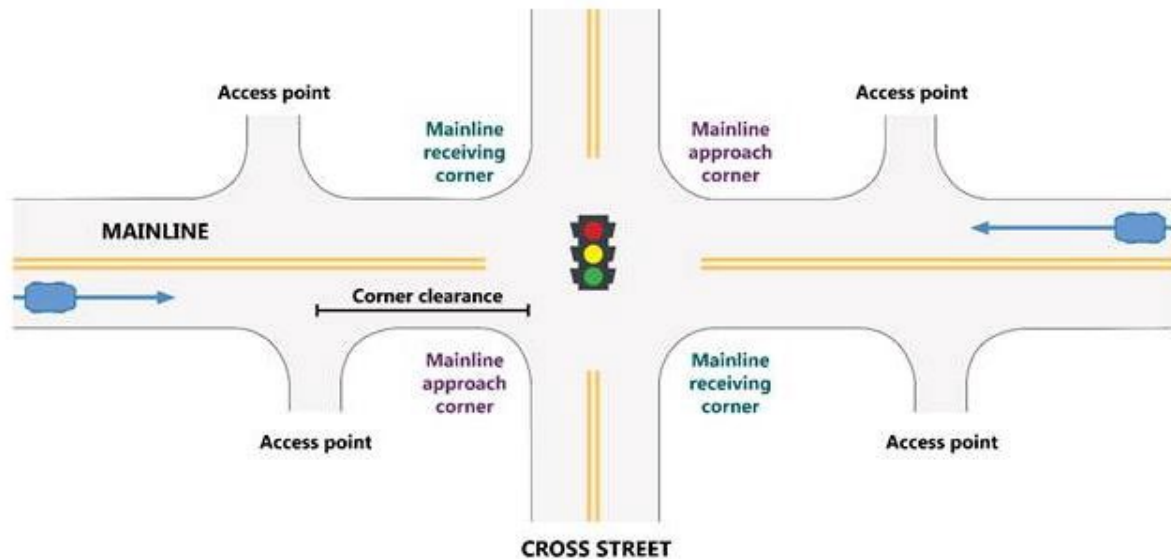 Access point
Access point
Mainline
receiving
corner
Mainline
approach
corner
MAINLINE
Corner clearance
Mainline
approach
corner
Mainline
receiving
corner
Access point
Access point
CROSS STREET